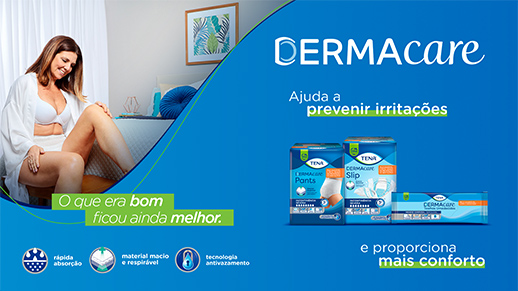 DERMAcare
Ajuda a
prevenir irritações
TENA
DERMAcare
Pants
TENA
DERMAcare
Slip
DERMAcare
O que era bom
ficou ainda melhor.
rápida
absorção
material macio
e respirável
tecnologia
antivazamento
e proporciona
mais conforto